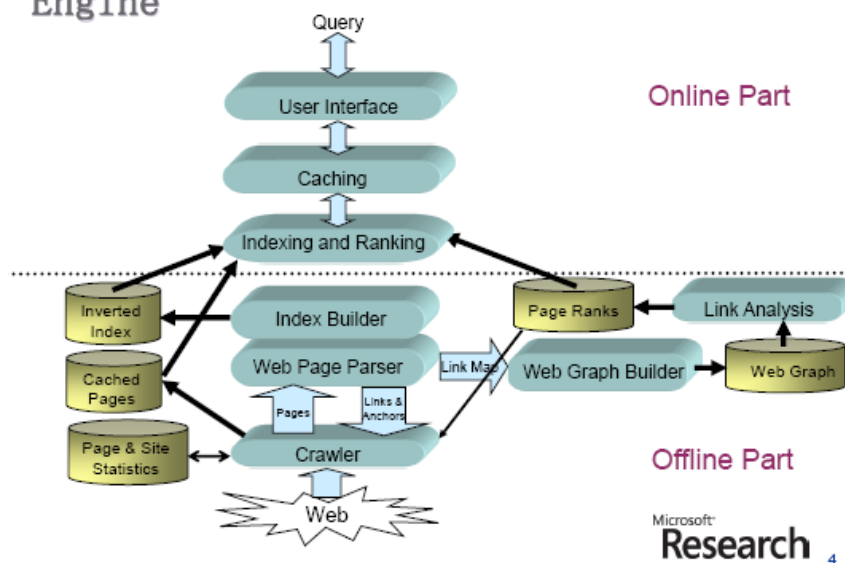 Engine
Query
User Interface
Online Part
Caching
Indexing and Ranking
Inverted
Index
Index Builder
Page Ranks
Link Analysis
Web Page Parser
Link Map
Web Graph Builder
Web Graph
Cached
Pages
Pages
Links &
Anchors
Page & Site
Statistics
Crawler
Offline Part
Web
Microsoft
Research
4